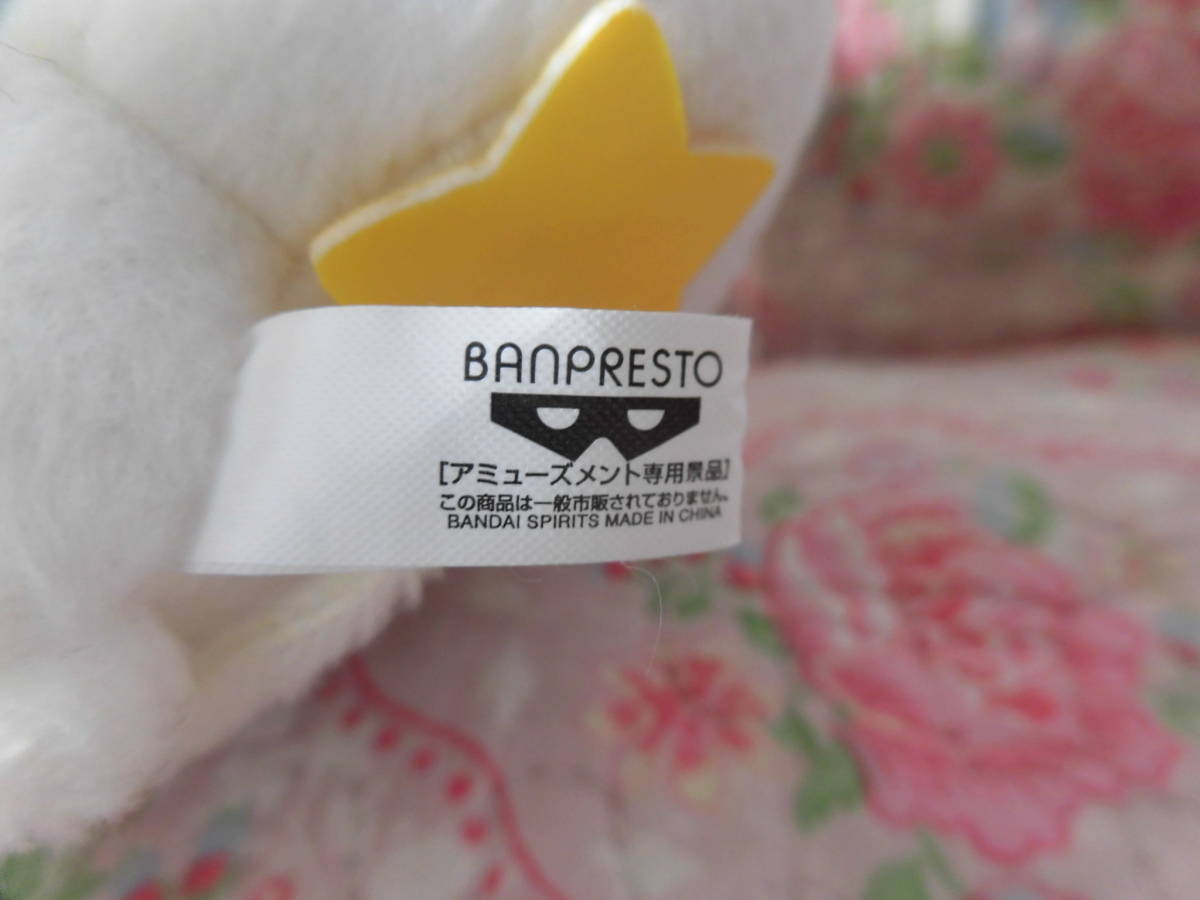 BANPRESTO
[アミューズメント専用景品]
この商品は一般市販されておりません。
BANDAI SPIRITS MADE IN CHINA